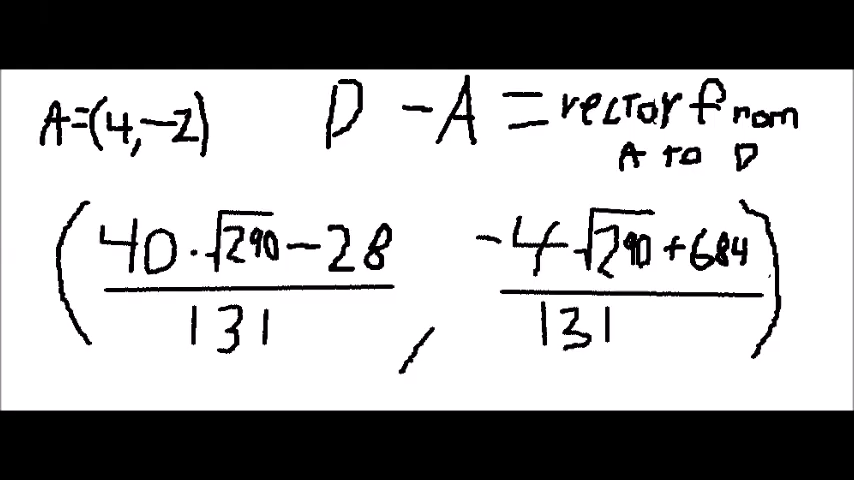 A=(4,-2) D - A = vector from
A to D
(40·√290-28 / 131 , -4√290+684 / 131)